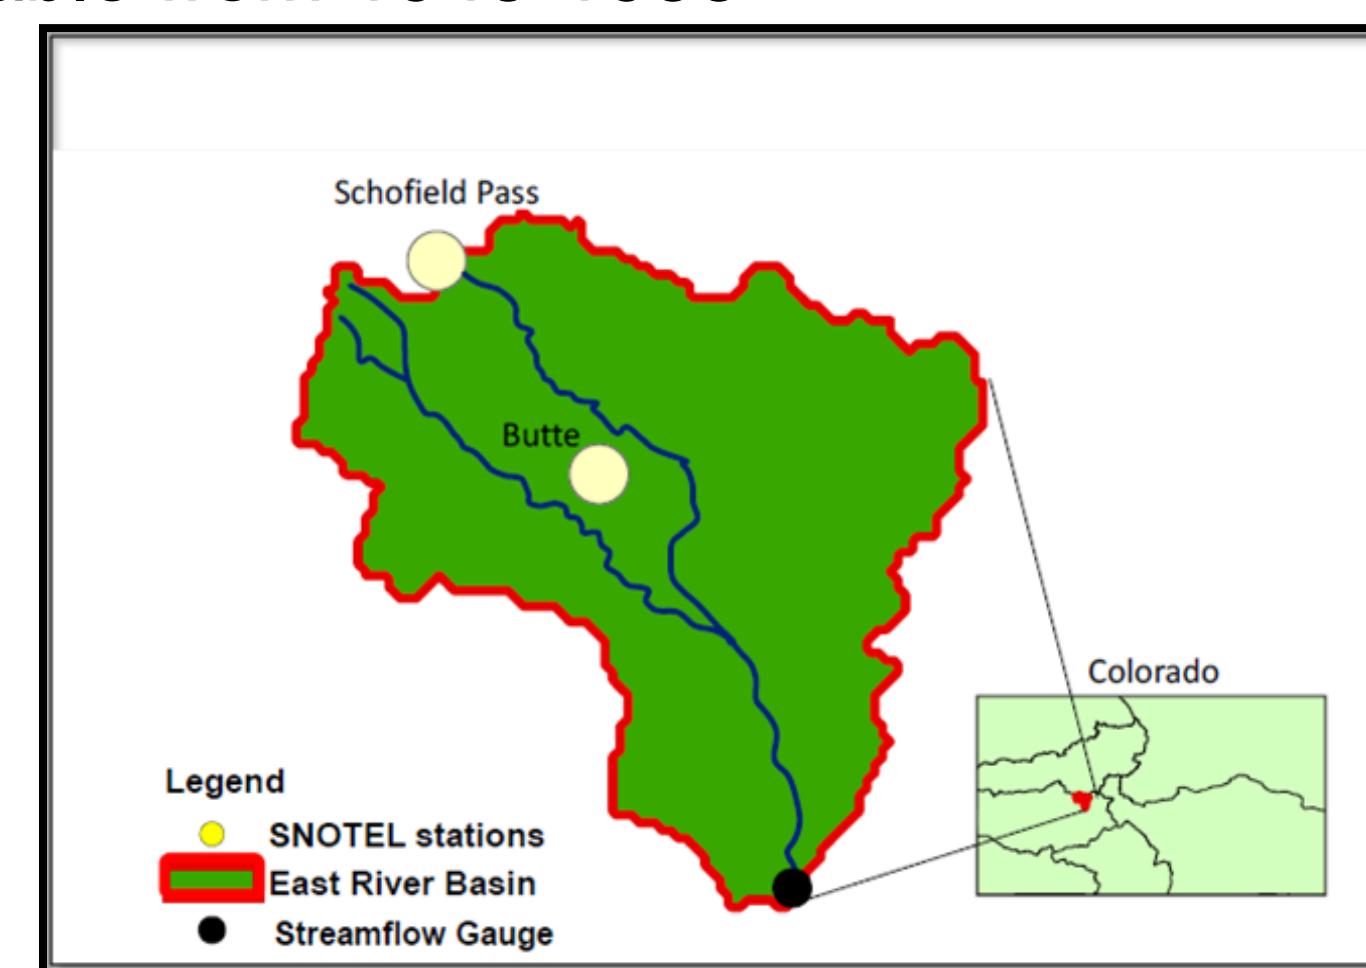 Schofield Pass
Butte
Colorado
Legend
SNOTEL stations
East River Basin
Streamflow Gauge